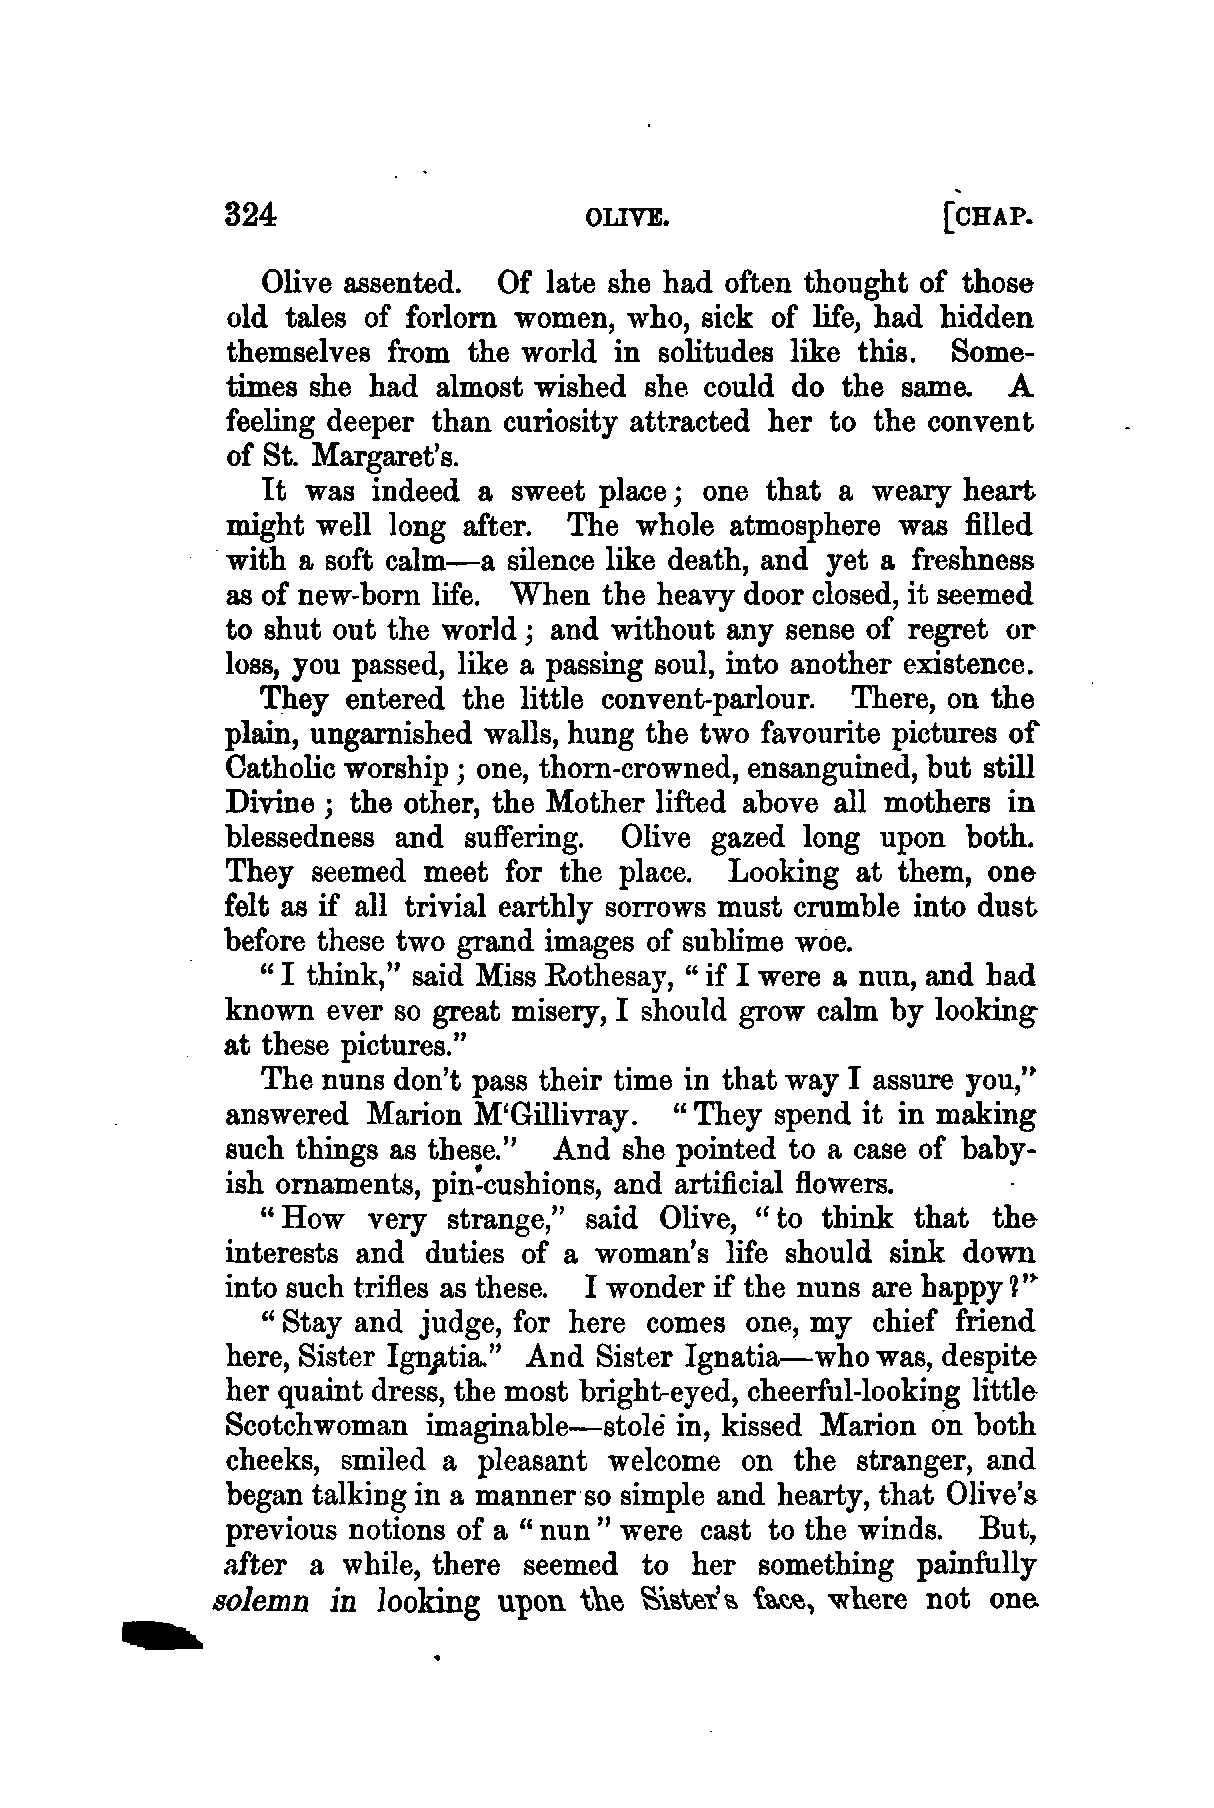 324 OLIVE. [CHAP.
Olive assented. Of late she had often thought of those
old tales of forlorn women, who, sick of life, had hidden
themselves from the world in solitudes like this. Some-
times she had almost wished she could do the same. A
feeling deeper than curiosity attracted her to the convent
of St. Margaret's.
It was indeed a sweet place; one that a weary heart
might well long after. The whole atmosphere was filled
with a soft calm—a silence like death, and yet a freshness
as of new-born life. When the heavy door closed, it seemed
to shut out the world; and without any sense of regret or
loss, you passed, like a passing soul, into another existence.
They entered the little convent-parlour. There, on the
plain, ungarnished walls, hung the two favourite pictures of
Catholic worship; one, thorn-crowned, ensanguined, but still
Divine; the other, the Mother lifted above all mothers in
blessedness and suffering. Olive gazed long upon both.
They seemed meet for the place. Looking at them, one
felt as if all trivial earthly sorrows must crumble into dust
before these two grand images of sublime woe.
"I think," said Miss Rothesay, "if I were a nun, and had
known ever so great misery, I should grow calm by looking
at these pictures."
The nuns don't pass their time in that way I assure you,"
answered Marion M'Gillivray. "They spend it in making
such things as these." And she pointed to a case of baby-
ish ornaments, pin-cushions, and artificial flowers.
"How very strange," said Olive, "to think that the
interests and duties of a woman's life should sink down
into such trifles as these. I wonder if the nuns are happy?"
"Stay and judge, for here comes one, my chief friend
here, Sister Ignatia." And Sister Ignatia—who was, despite
her quaint dress, the most bright-eyed, cheerful-looking little
Scotchwoman imaginable—stole in, kissed Marion on both
cheeks, smiled a pleasant welcome on the stranger, and
began talking in a manner so simple and hearty, that Olive's
previous notions of a "nun" were cast to the winds. But,
after a while, there seemed to her something painfully
solemn in looking upon the Sister's face, where not one